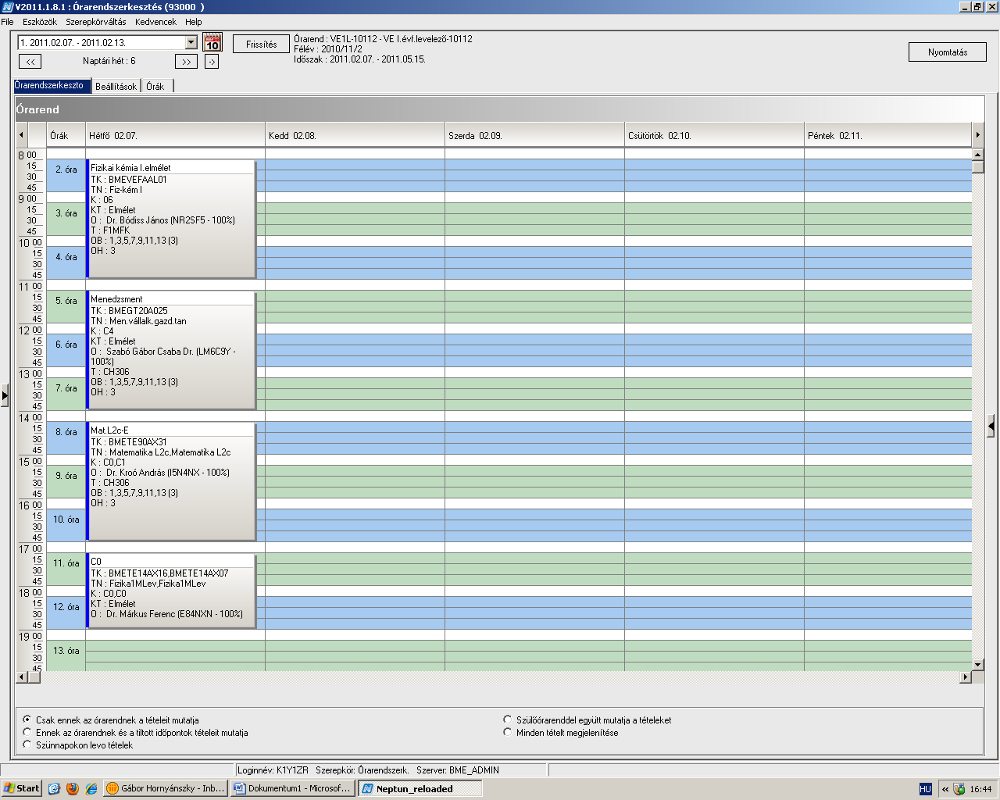 V2011.1.8.1 : Órarendszerkesztés (93000 )
File Eszközök Szerepkörváltás Kedvencek Help
1. 2011.02.07. - 2011.02.13.
10
Frissítés
Órarend : VE1L-10112 - VE I.évf.levelező-10112
Félév : 2010/11/2
Időszak : 2011.02.07. - 2011.05.15.
Nyomtatás
<< Naptári hét : 6 >> ->
Órarendszerkeszto Beállítások Órák
Órarend
Órák Hétfő 02.07. Kedd 02.08. Szerda 02.09. Csütörtök 02.10. Péntek 02.11.
8 00
15
30
45
2. óra
9 00
15
30
45
3. óra
10 00
15
30
45
4. óra
Fizikai kémia I.elmélet
TK : BMEVEFAAL01
TN : Fiz-kém I
K : 06
KT : Elmélet
O : Dr. Bódiss János (NR2SF5 - 100%)
T : F1MFK
OB : 1,3,5,7,9,11,13 (3)
OH : 3
11 00
15
30
45
5. óra
12 00
15
30
45
6. óra
13 00
15
30
45
7. óra
Menedzsment
TK : BMEGT20A025
TN : Men.vállalk.gazd.tan
K : C4
KT : Elmélet
O : Szabó Gábor Csaba Dr. (LM6C9Y -
100%)
T : CH306
OB : 1,3,5,7,9,11,13 (3)
OH : 3
14 00
15
30
45
8. óra
15 00
15
30
45
9. óra
16 00
15
30
45
10. óra
Mat.L2c-E
TK : BMETE90AX31
TN : Matematika L2c,Matematika L2c
K : C0,C1
O : Dr. Kroó András (I5N4NX - 100%)
T : CH306
OB : 1,3,5,7,9,11,13 (3)
OH : 3
17 00
15
30
45
11. óra
18 00
15
30
45
12. óra
C0
TK : BMETE14AX16,BMETE14AX07
TN : Fizika1MLev,Fizika1MLev
K : C0,C0
KT : Elmélet
O : Dr. Márkus Ferenc (E84NXN - 100%)
19 00
15
30
45
13. óra
Csak ennek az órarendnek a tételeit mutatja
Ennek az órarendnek és a tiltott időpontok tételeit mutatja
Szünnapokon levo tételek
Szülőórarenddel együtt mutatja a tételeket
Minden tételt megjelenítése
Loginnév: K1Y1ZR Szerepkör: Órarendszerk. Szerver: BME_ADMIN
Start Gábor Hornyánszky - Inb... Dokumentum1 - Microsof... Neptun_reloaded HU « 16:44